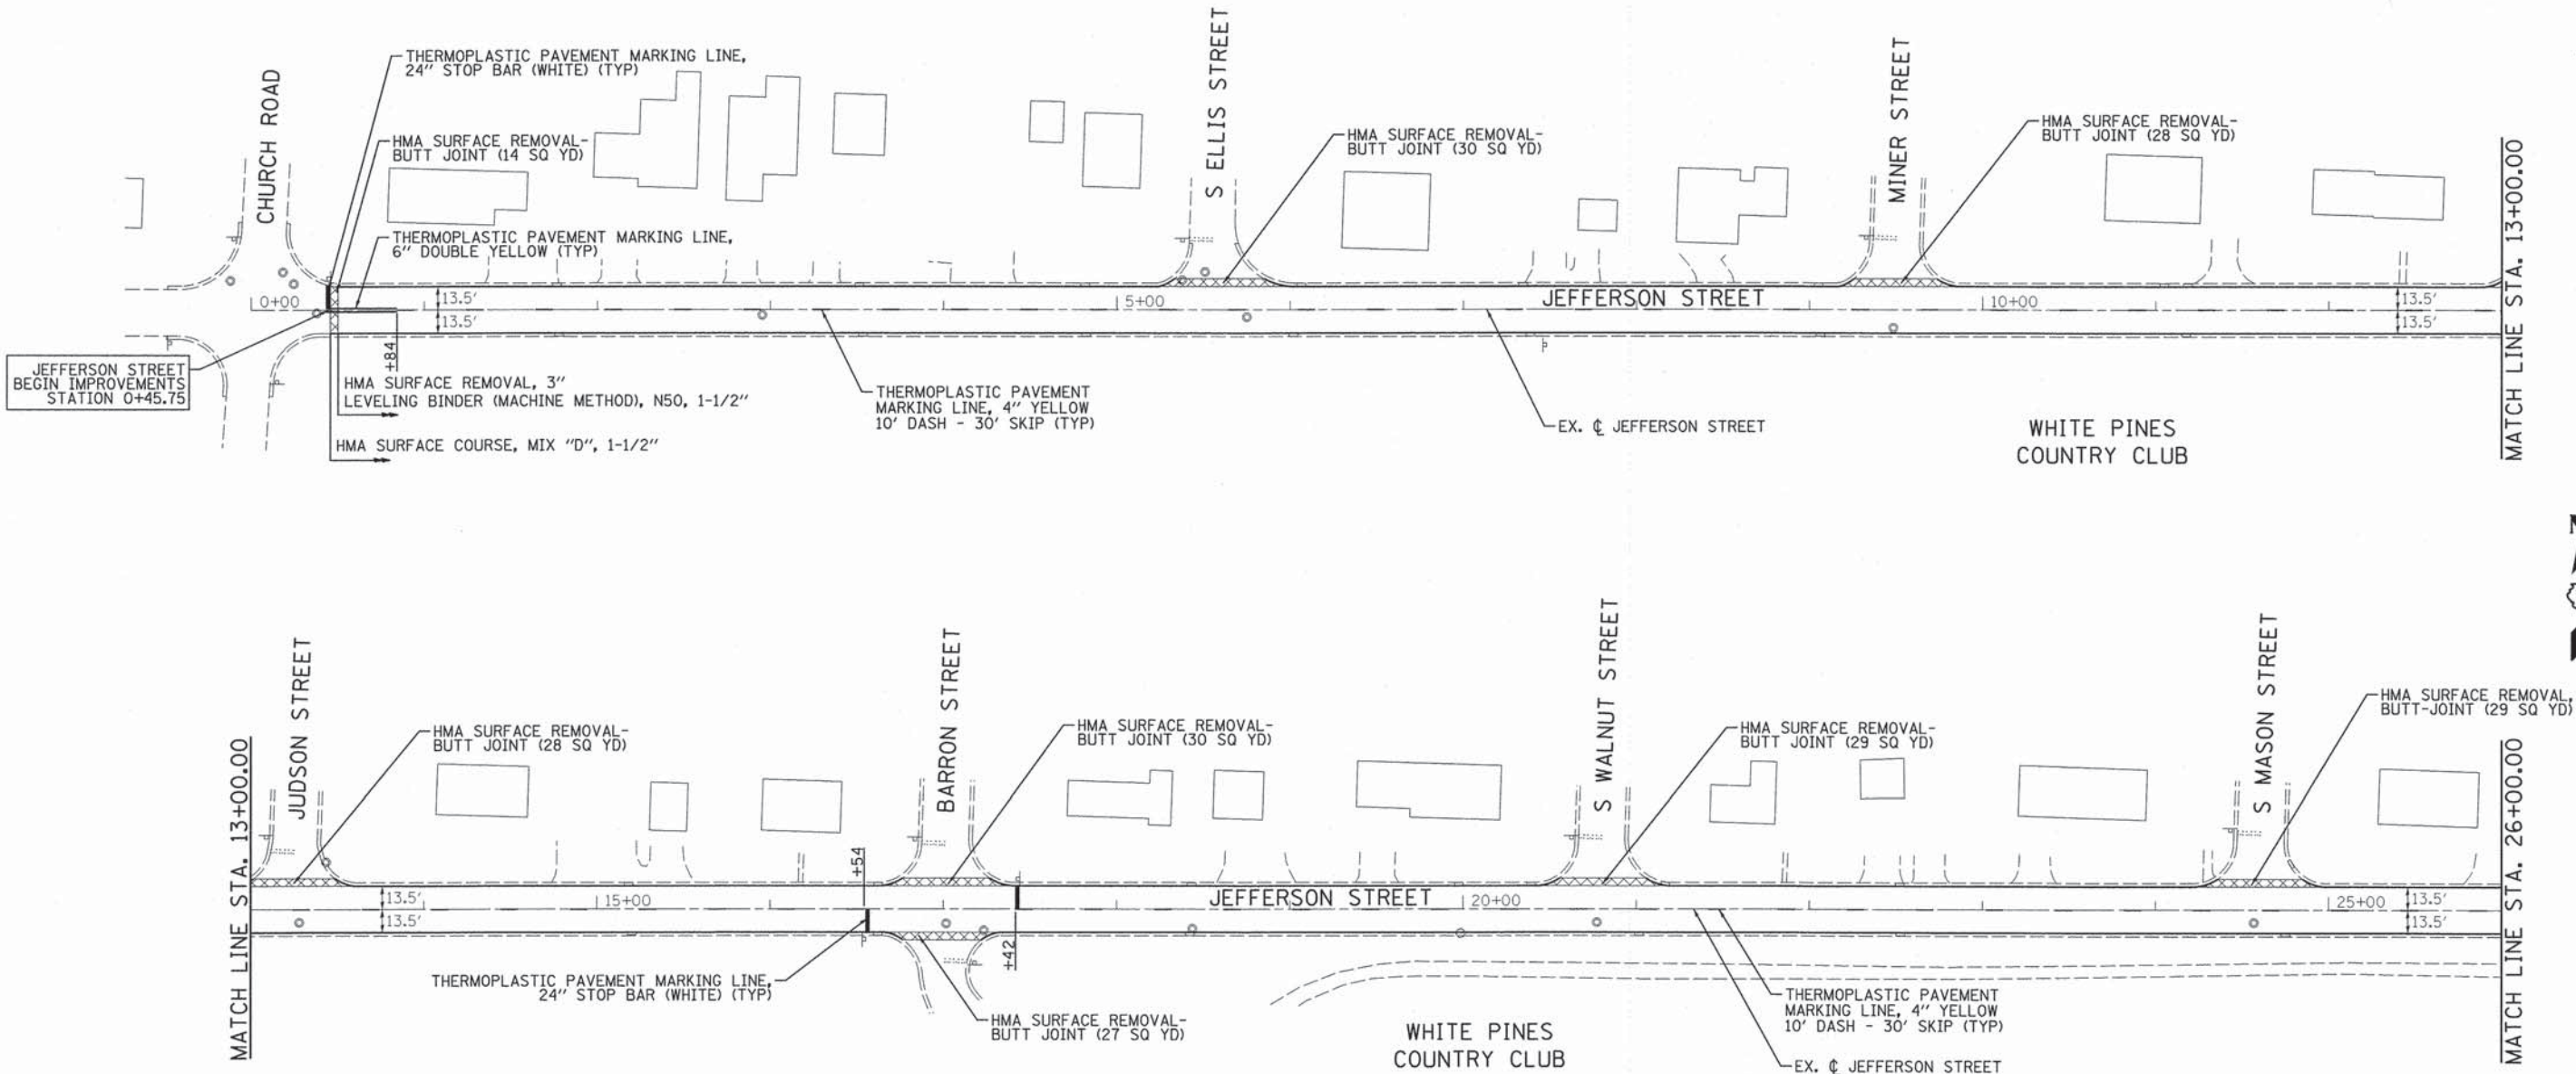 THERMOPLASTIC PAVEMENT MARKING LINE,
24" STOP BAR (WHITE) (TYP)
CHURCH ROAD
HMA SURFACE REMOVAL-
BUTT JOINT (14 SQ YD)
THERMOPLASTIC PAVEMENT MARKING LINE,
6" DOUBLE YELLOW (TYP)
S ELLIS STREET
HMA SURFACE REMOVAL-
BUTT JOINT (30 SQ YD)
MINER STREET
HMA SURFACE REMOVAL-
BUTT JOINT (28 SQ YD)
MATCH LINE STA. 13+00.00
0+00
13.5'
13.5'
5+00
JEFFERSON STREET
10+00
13.5'
13.5'
+84
JEFFERSON STREET
BEGIN IMPROVEMENTS
STATION 0+45.75
HMA SURFACE REMOVAL, 3"
LEVELING BINDER (MACHINE METHOD), N50, 1-1/2"
HMA SURFACE COURSE, MIX "D", 1-1/2"
THERMOPLASTIC PAVEMENT
MARKING LINE, 4" YELLOW
10' DASH - 30' SKIP (TYP)
EX. ℄ JEFFERSON STREET
WHITE PINES
COUNTRY CLUB
N
MATCH LINE STA. 13+00.00
JUDSON STREET
HMA SURFACE REMOVAL-
BUTT JOINT (28 SQ YD)
BARRON STREET
HMA SURFACE REMOVAL-
BUTT JOINT (30 SQ YD)
S WALNUT STREET
HMA SURFACE REMOVAL-
BUTT JOINT (29 SQ YD)
S MASON STREET
HMA SURFACE REMOVAL,
BUTT-JOINT (29 SQ YD)
MATCH LINE STA. 26+00.00
13.5'
13.5'
15+00
+54
+42
JEFFERSON STREET
20+00
25+00
13.5'
13.5'
THERMOPLASTIC PAVEMENT MARKING LINE,
24" STOP BAR (WHITE) (TYP)
HMA SURFACE REMOVAL-
BUTT JOINT (27 SQ YD)
WHITE PINES
COUNTRY CLUB
THERMOPLASTIC PAVEMENT
MARKING LINE, 4" YELLOW
10' DASH - 30' SKIP (TYP)
EX. ℄ JEFFERSON STREET